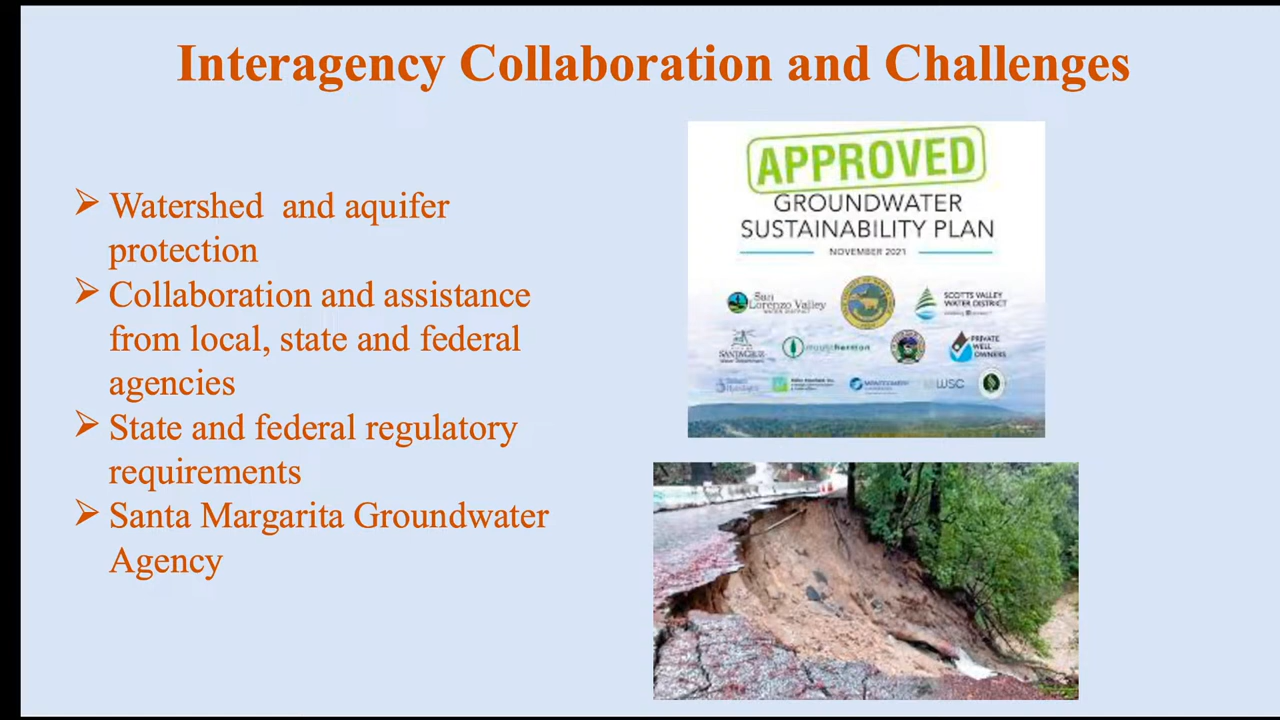 Interagency Collaboration and Challenges
➢ Watershed and aquifer
protection
➢ Collaboration and assistance
from local, state and federal
agencies
➢ State and federal regulatory
requirements
➢ Santa Margarita Groundwater
Agency
APPROVED
GROUNDWATER
SUSTAINABILITY PLAN
NOVEMBER 2021
San
Lorenzo Valley
WATER DISTRICT
SCOTTS VALLEY
WATER DISTRICT
SANTA CRUZ
mount hermon
PRIVATE
WELL
OWNERS
MONTGOMERY
WSC